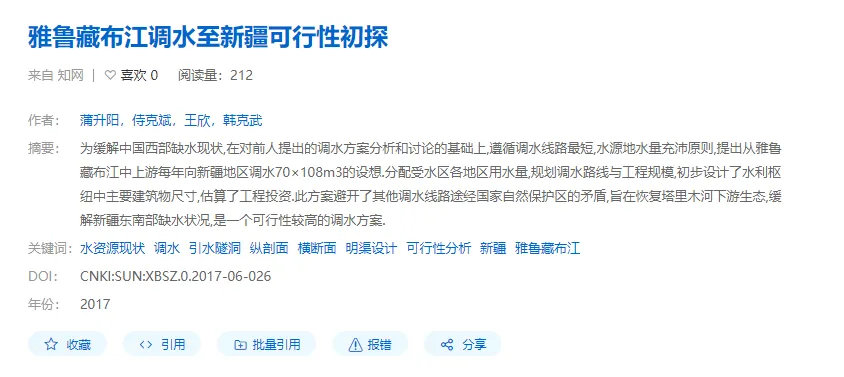 雅鲁藏布江调水至新疆可行性初探
来自 知网 | ♡ 喜欢 0 阅读量：212
作者： 蒲升阳，侍克斌，王欣，韩克武
摘要： 为缓解中国西部缺水现状,在对前人提出的调水方案分析和讨论的基础上,遵循调水线路最短,水源地水量充沛原则,提出从雅鲁
藏布江中上游每年向新疆地区调水70×108m3的设想.分配受水区各地区用水量,规划调水路线与工程规模,初步设计了水利枢
纽中主要建筑物尺寸,估算了工程投资.此方案避开了其他调水线路途经国家自然保护区的矛盾,旨在恢复塔里木河下游生态,缓
解新疆东南部缺水状况,是一个可行性较高的调水方案.
关键词： 水资源现状 调水 引水隧洞 纵剖面 横断面 明渠设计 可行性分析 新疆 雅鲁藏布江
DOI： CNKI:SUN:XBSZ.0.2017-06-026
年份： 2017
收藏 引用 批量引用 报错 分享